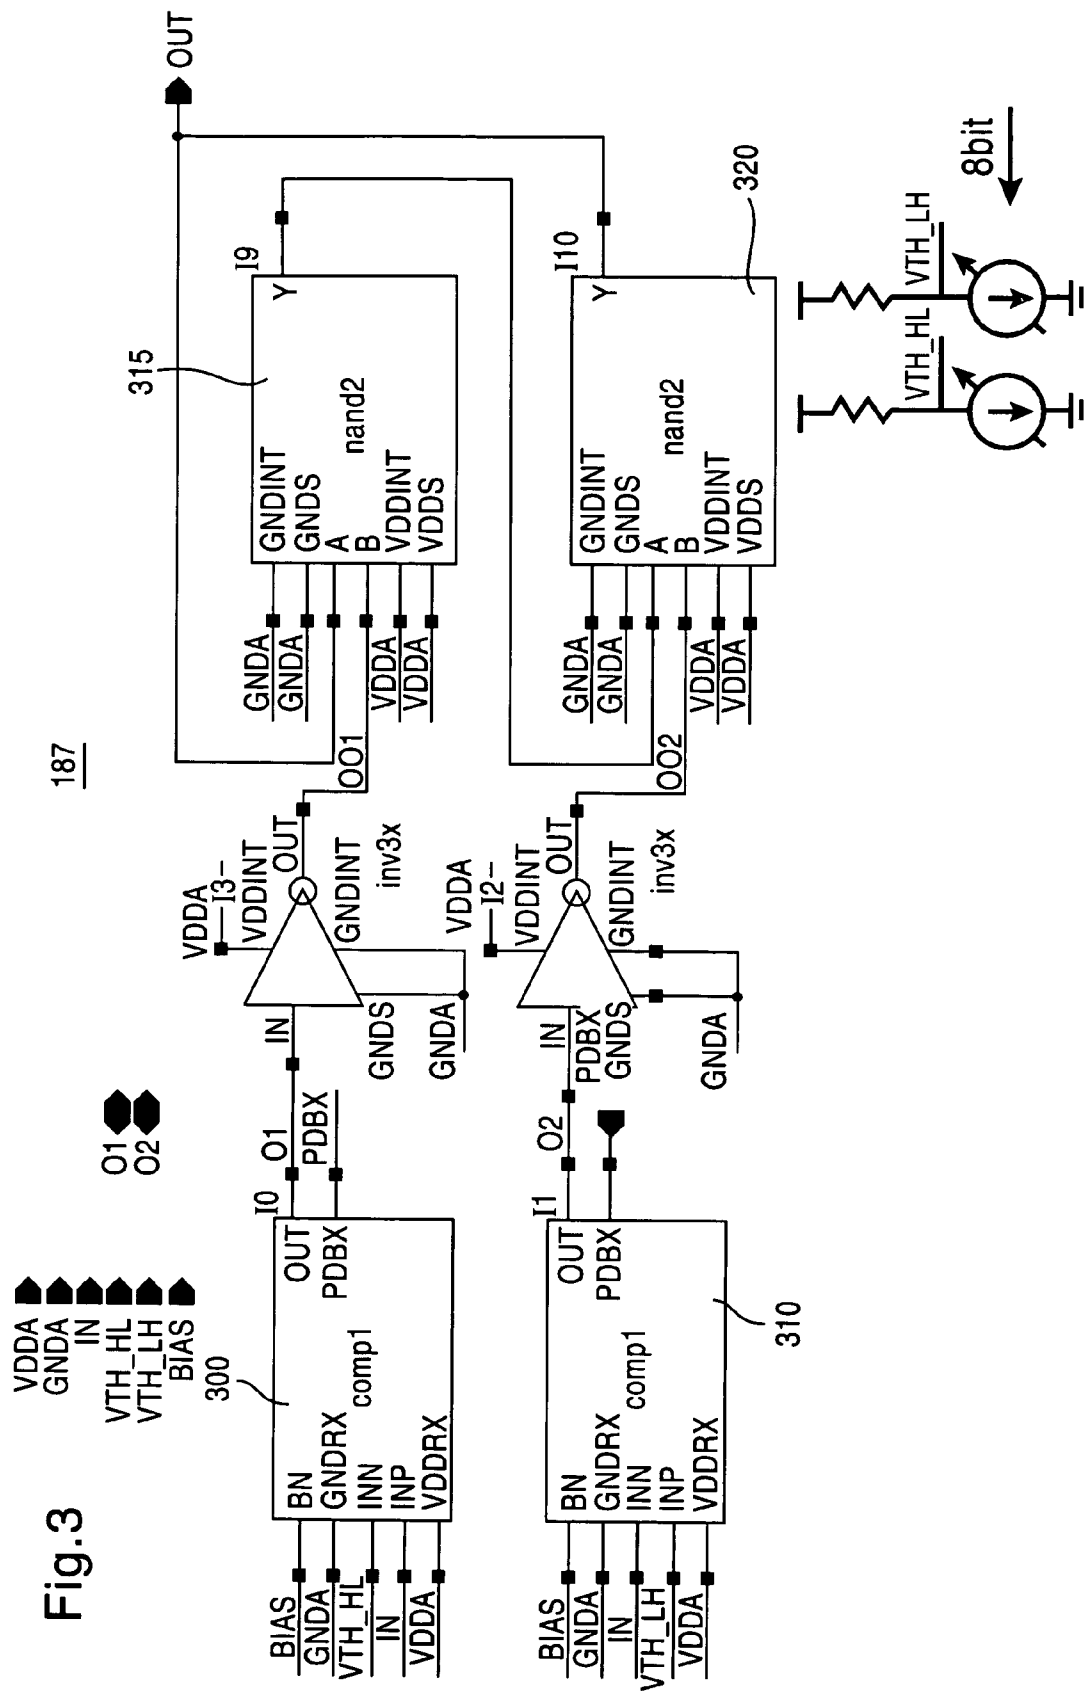 Fig.3
187
VDDA
GNDA
IN
VTH_HL
VTH_LH
BIAS
O1
O2
OUT
300
I0
BIAS
GNDA
VTH_HL
IN
VDDA
BN
GNDRX
INN
INP
VDDRX
comp1
OUT
PDBX
O1
PDBX
IN
VDDA
I3-
VDDINT
OUT
GNDINT
inv3x
GNDS
GNDA
OO1
GNDA
GNDA
VDDA
VDDA
GNDINT
GNDS
A
B
VDDINT
VDDS
nand2
Y
I9
315
310
I1
BIAS
GNDA
IN
VTH_LH
VDDA
BN
GNDRX
INN
INP
VDDRX
comp1
OUT
PDBX
O2
IN
PDBX
GNDS
VDDA
I2-
VDDINT
OUT
GNDINT
inv3x
GNDA
OO2
GNDA
GNDA
VDDA
VDDA
GNDINT
GNDS
A
B
VDDINT
VDDS
nand2
Y
I10
320
VTH_HL
VTH_LH
8bit